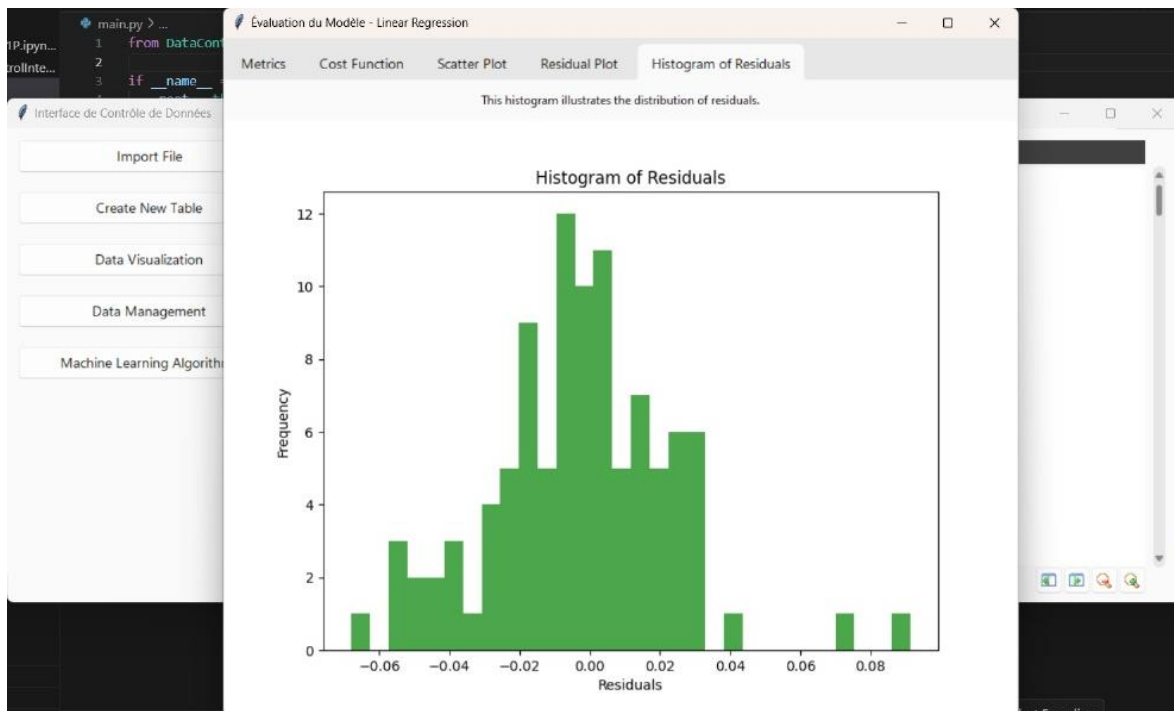 main.py > ...
1P.ipyn...
1 from DataCont
trolInte...
2
3 if __name__ =
Évaluation du Modèle - Linear Regression
Metrics Cost Function Scatter Plot Residual Plot Histogram of Residuals
This histogram illustrates the distribution of residuals.
Interface de Contrôle de Données
Import File
Create New Table
Data Visualization
Data Management
Machine Learning Algorith
Histogram of Residuals
Frequency
12
10
8
6
4
2
0
−0.06 −0.04 −0.02 0.00 0.02 0.04 0.06 0.08
Residuals